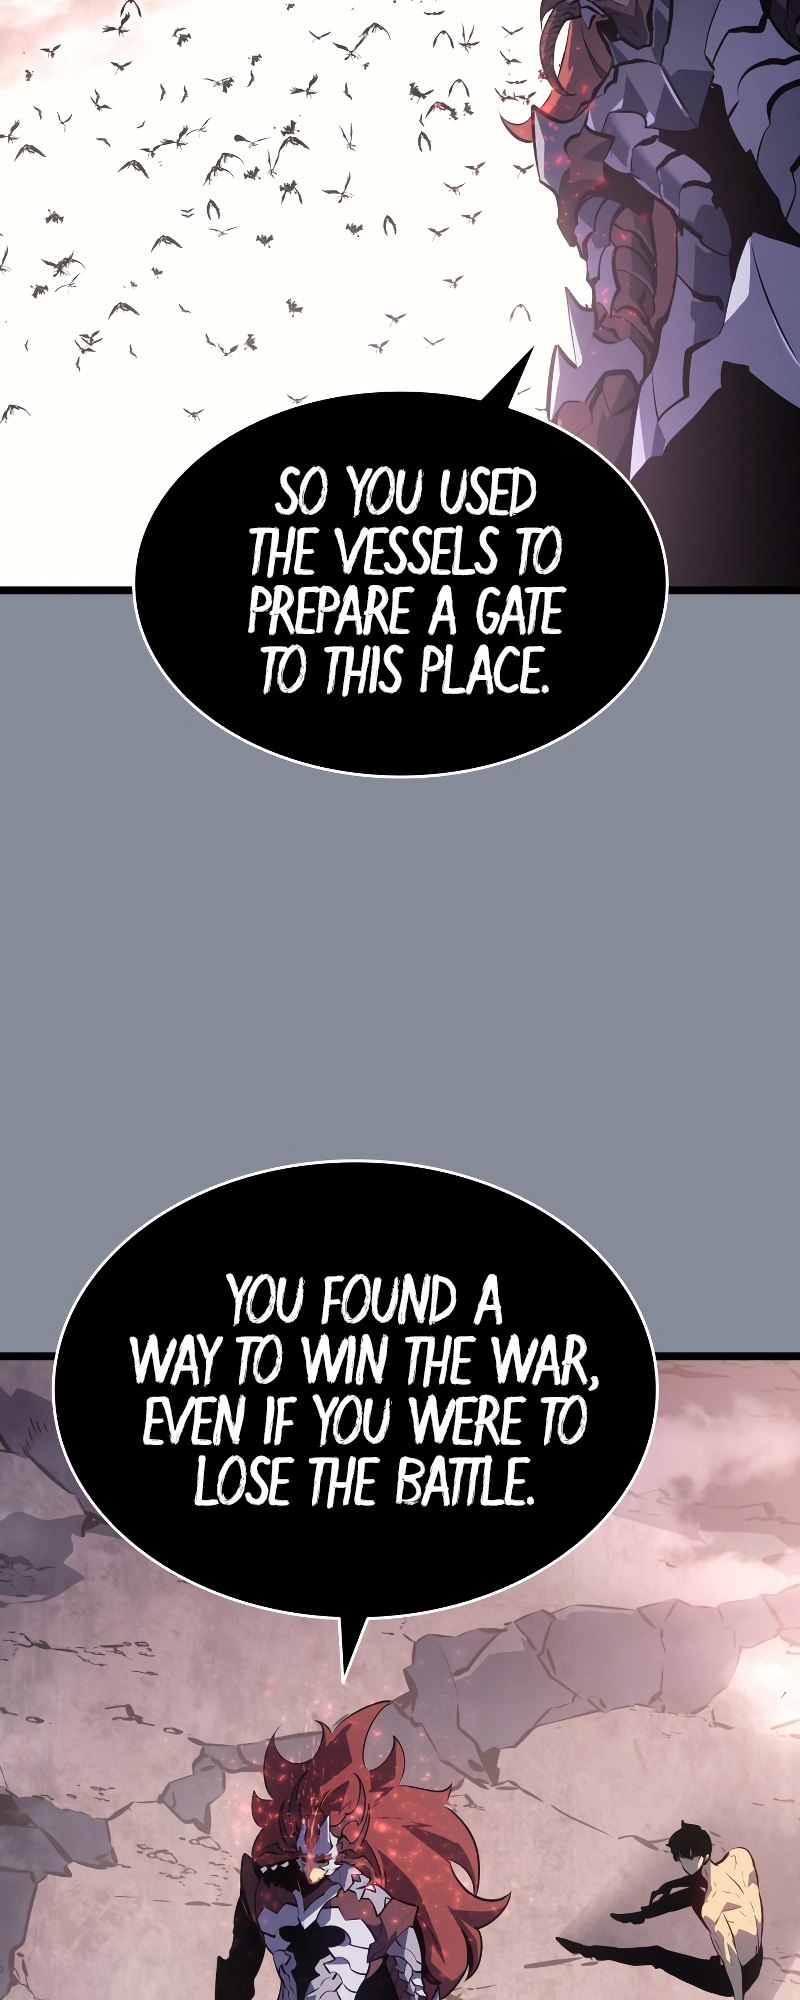 SO YOU USED
THE VESSELS TO
PREPARE A GATE
TO THIS PLACE.
YOU FOUND A
WAY TO WIN THE WAR,
EVEN IF YOU WERE TO
LOSE THE BATTLE.